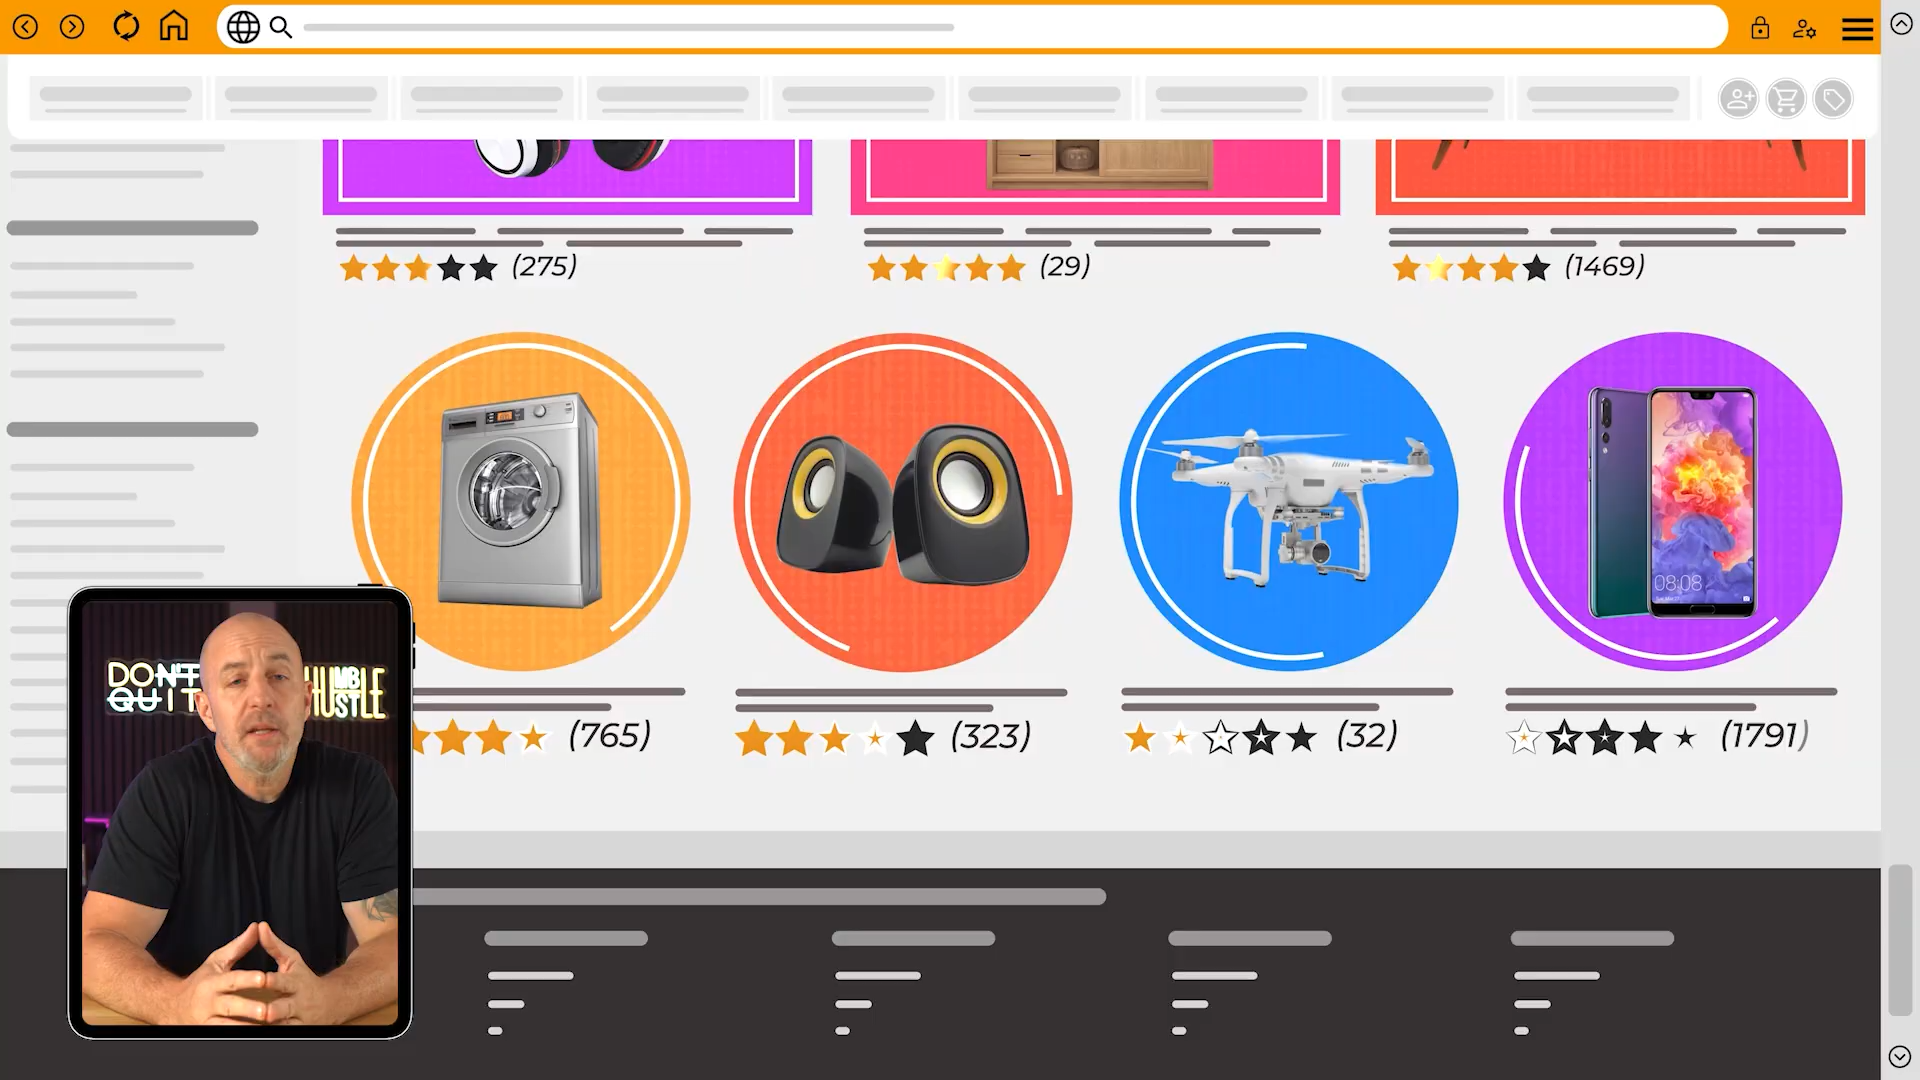 (275)
(29)
(1469)
08:08
(765)
(323)
(32)
(1791)
DON'T
QUIT
HUMBLE
HUSTLE